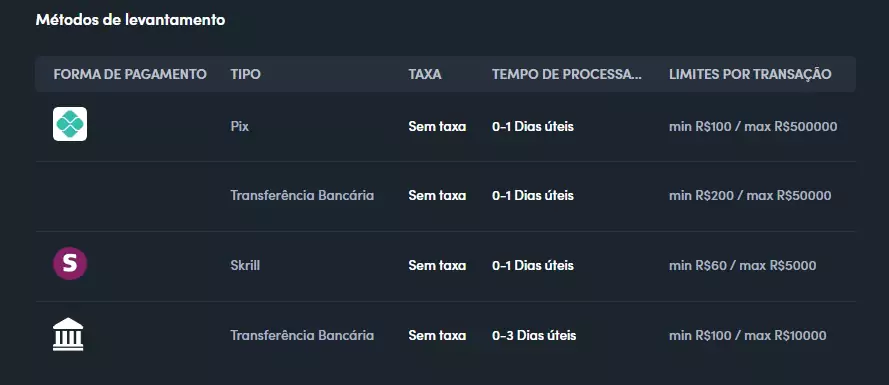 Métodos de levantamento
FORMA DE PAGAMENTO TIPO TAXA TEMPO DE PROCESSA... LIMITES POR TRANSAÇÃO
Pix Sem taxa 0-1 Dias úteis min R$100 / max R$500000
Transferência Bancária Sem taxa 0-1 Dias úteis min R$200 / max R$50000
S Skrill Sem taxa 0-1 Dias úteis min R$60 / max R$5000
Transferência Bancária Sem taxa 0-3 Dias úteis min R$100 / max R$10000